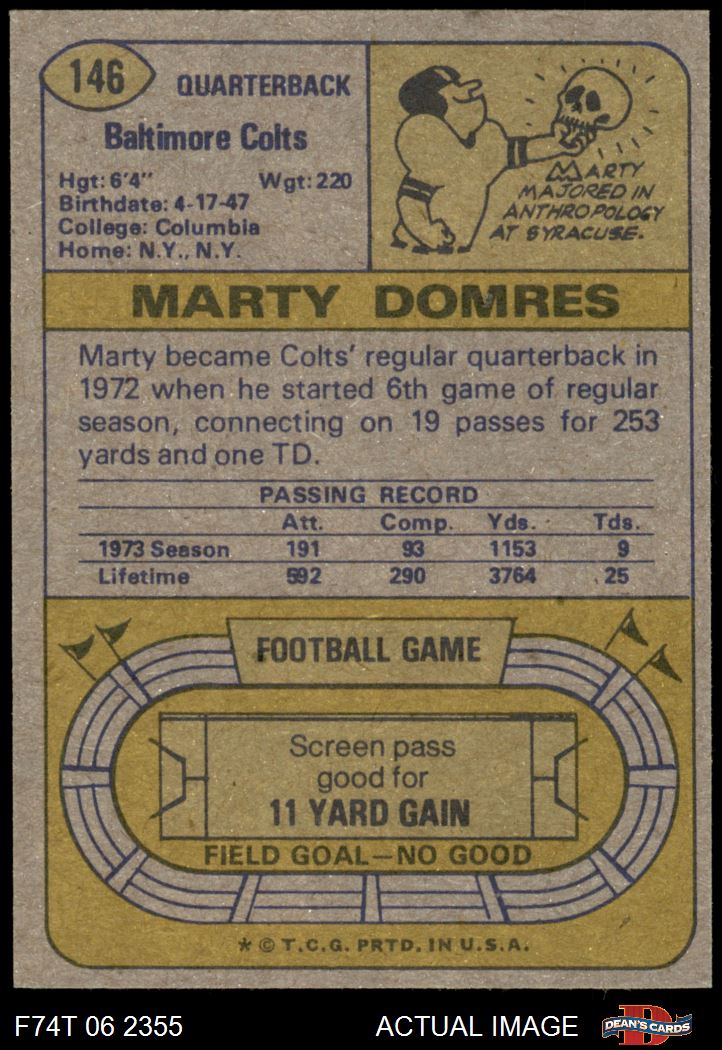 146
QUARTERBACK
Baltimore Colts
Hgt: 6'4" Wgt: 220
Birthdate: 4-17-47
College: Columbia
Home: N.Y., N.Y.
MARTY
MAJORED IN
ANTHROPOLOGY
AT SYRACUSE.
MARTY DOMRES
Marty became Colts' regular quarterback in
1972 when he started 6th game of regular
season, connecting on 19 passes for 253
yards and one TD.
PASSING RECORD
Att. Comp. Yds. Tds.
1973 Season 191 93 1153 9
Lifetime 592 290 3764 25
FOOTBALL GAME
Screen pass
good for
11 YARD GAIN
FIELD GOAL—NO GOOD
* © T.C.G. PRTD. IN U.S.A.
F74T 06 2355 ACTUAL IMAGE D DEAN'S CARDS